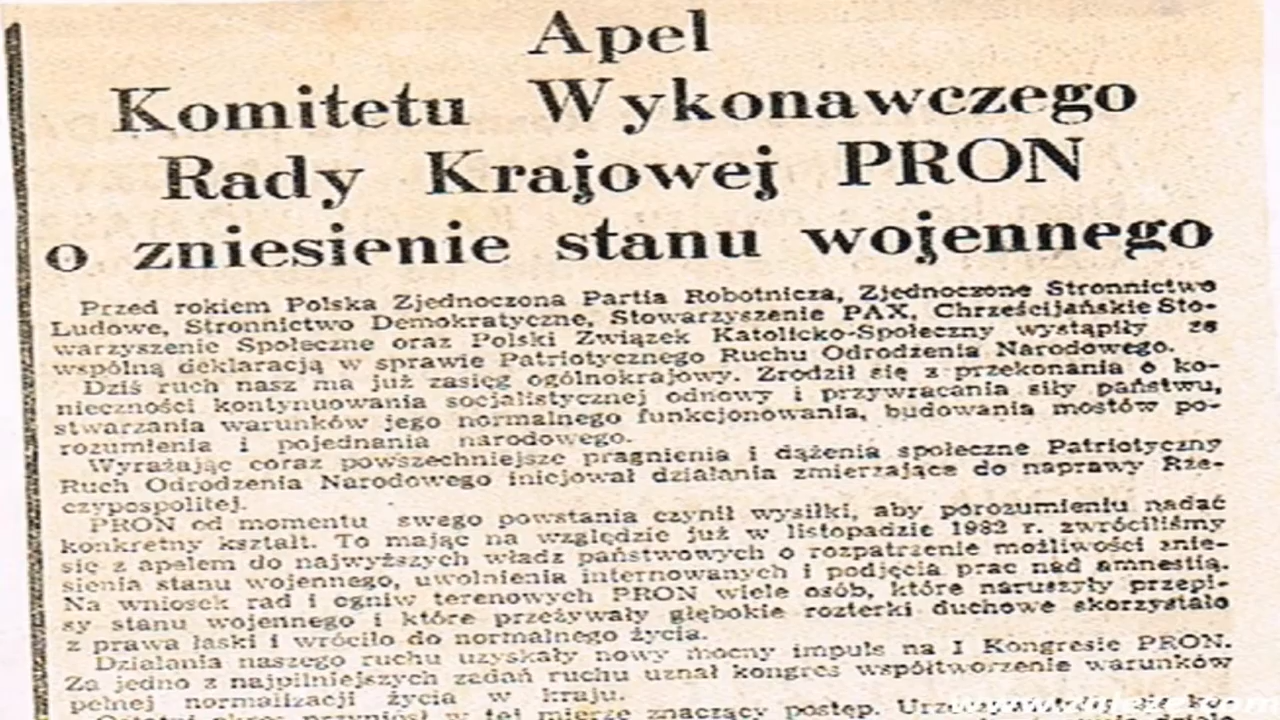 Apel
Komitetu Wykonawczego
Rady Krajowej PRON
o zniesienie stanu wojennego
Przed rokiem Polska Zjednoczona Partia Robotnicza, Zjednoczone Stronnictwo
Ludowe, Stronnictwo Demokratyczne, Stowarzyszenie PAX, Chrześcijańskie Sto-
warzyszenie Społeczne oraz Polski Związek Katolicko-Społeczny wystąpiły ze
wspólną deklaracją w sprawie Patriotycznego Ruchu Odrodzenia Narodowego.
Dziś ruch nasz ma już zasięg ogólnokrajowy. Zrodził się z przekonania o ko-
nieczności kontynuowania socjalistycznej odnowy i przywracania siły państwu,
stwarzania warunków jego normalnego funkcjonowania, budowania mostów po-
rozumienia i pojednania narodowego.
Wyrażając coraz powszechniejsze pragnienia i dążenia społeczne Patriotyczny
Ruch Odrodzenia Narodowego inicjował działania zmierzające do naprawy Rze-
czypospolitej.
PRON od momentu swego powstania czynił wysiłki, aby porozumieniu nadać
konkretny kształt. To mając na względzie już w listopadzie 1982 r. zwróciliśmy
się z apelem do najwyższych władz państwowych o rozpatrzenie możliwości znie-
sienia stanu wojennego, uwolnienia internowanych i podjęcia prac nad amnestią.
Na wniosek rad i ogniw terenowych PRON wiele osób, które naruszyły przepi-
sy stanu wojennego i które przeżywały głębokie rozterki duchowe skorzystało
z prawa łaski i wróciło do normalnego życia.
Działania naszego ruchu uzyskały nowy mocny impuls na I Kongresie PRON.
Za jedno z najpilniejszych zadań ruchu uznał kongres współtworzenie warunków
pełnej normalizacji życia w kraju.
Ostatni okres przyniósł w tej mierze znaczący postęp.